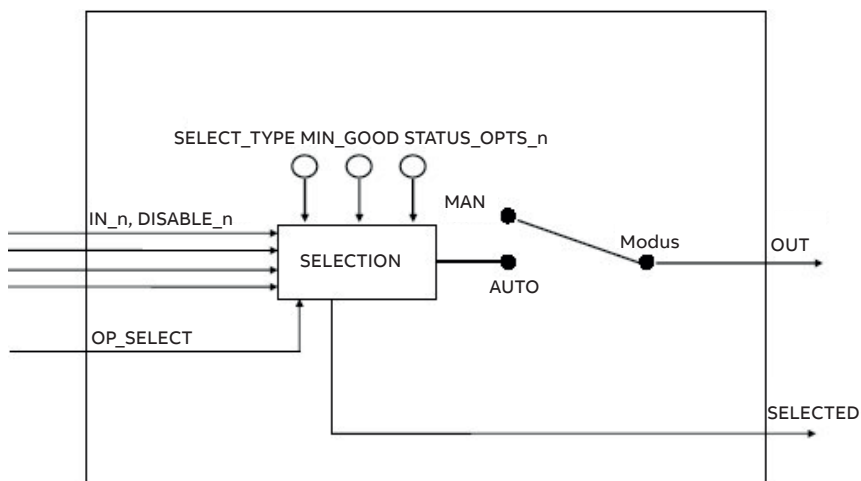 SELECT_TYPE MIN_GOOD STATUS_OPTS_n
IN_n, DISABLE_n
MAN
Modus
OUT
SELECTION
AUTO
OP_SELECT
SELECTED